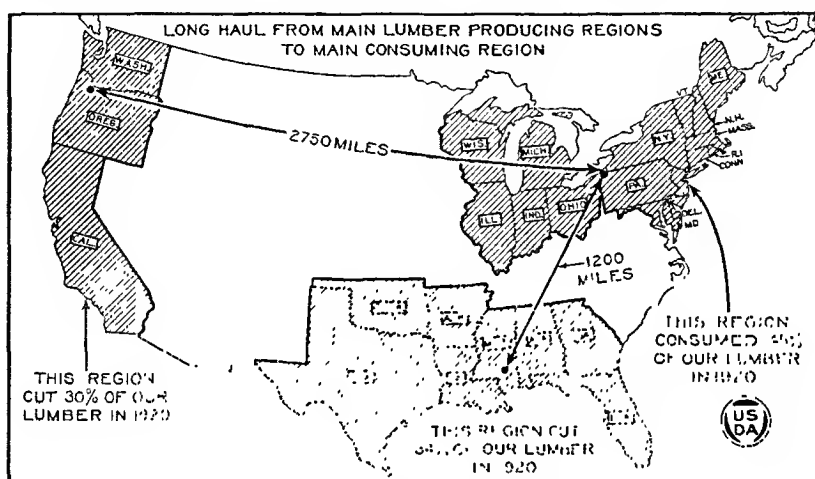 LONG HAUL FROM MAIN LUMBER PRODUCING REGIONS
TO MAIN CONSUMING REGION
WASH.
OREG.
CAL.
2750 MILES
WIS.
MICH.
ILL.
IND.
OHIO
ME.
VT.
N.H.
MASS.
N.Y.
R.I.
CONN.
PA.
DEL.
MD.
1200
MILES
THIS REGION
CUT 30% OF OUR
LUMBER IN 1920
THIS REGION CUT
OF OUR LUMBER
IN 1920
THIS REGION
CONSUMED
OF OUR LUMBER
IN 1920
US
DA